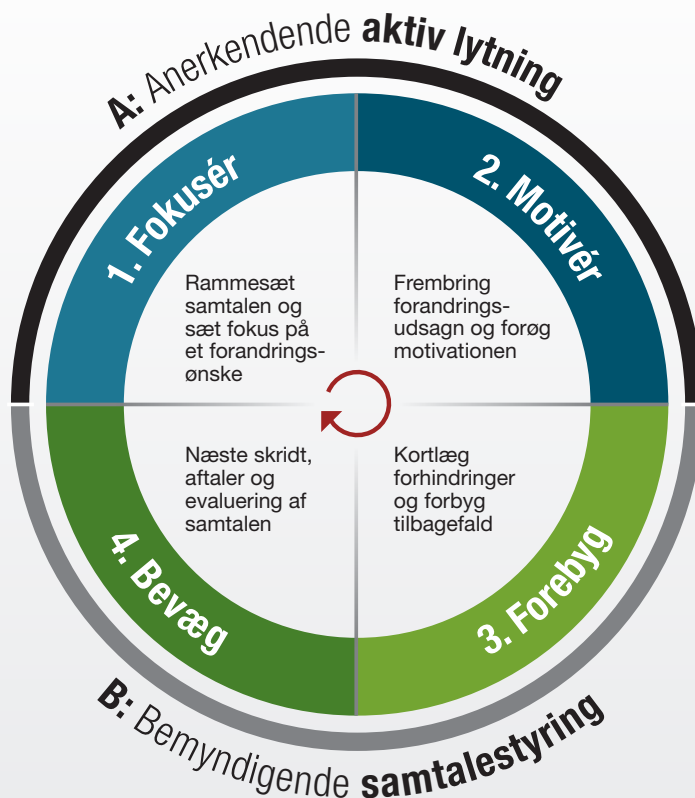 A: Anerkendende aktiv lytning
1. Fokusér
2. Motivér
Rammesæt
samtalen og
sæt fokus på
et forandrings-
ønske
Frembring
forandrings-
udsagn og forøg
motivationen
Næste skridt,
aftaler og
evaluering af
samtalen
Kortlæg
forhindringer
og forbyg
tilbagefald
4. Bevæg
3. Forebyg
B: Bemyndigende samtalestyring